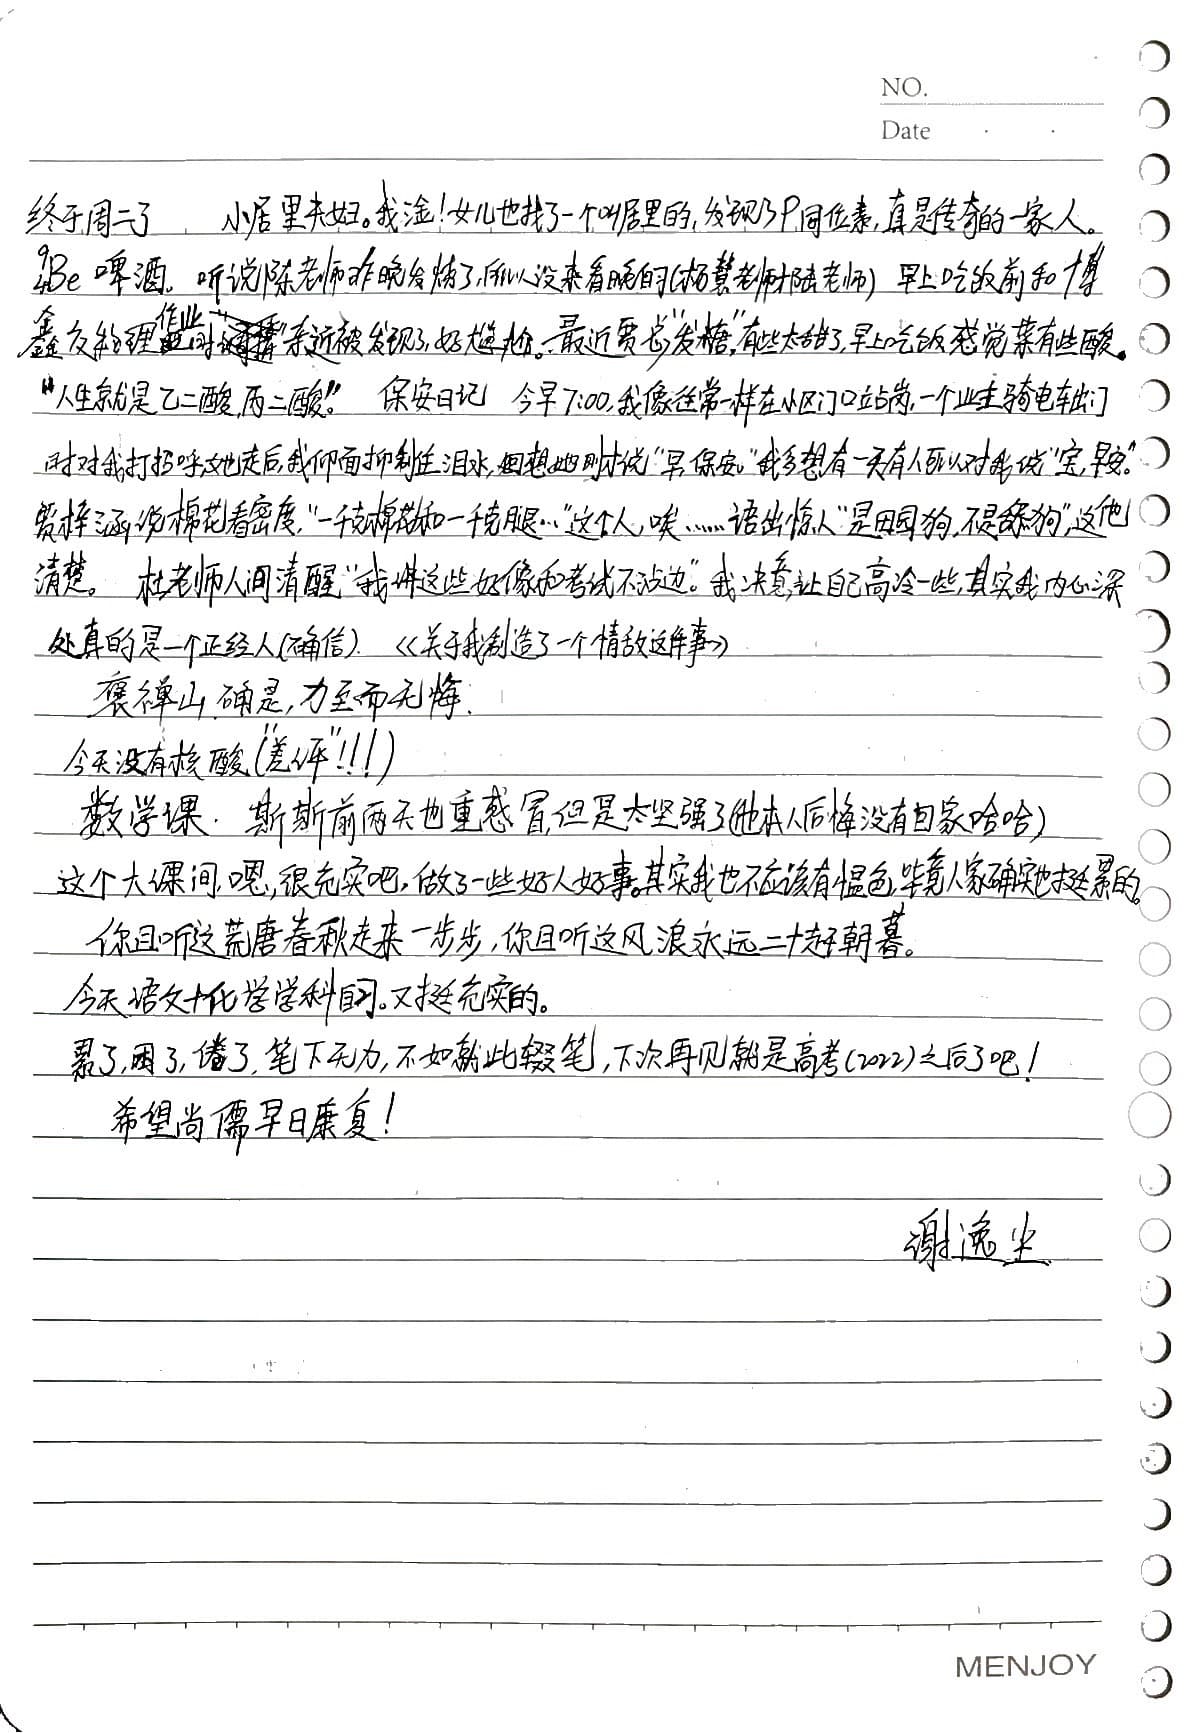 NO.
Date
终于周二了 小居里夫妇。我淦！女儿也找了一个叫居里的，发现了P同位素，真是传奇的一家人。
⁹₄Be 啤酒。听说陈老师昨晚发烧了，所以没来看晚自习(杨慧老师才陆老师) 早上吃饭前和博
鑫交物理作业时" "亲近被发现了，好尴尬。最近贾总"发糖"，有些太甜了，早上吃饭感觉菜有些酸。
"人生就是乙二酸，丙二酸"。 保安日记 今早7:00，我像往常一样在小区门口站岗，一个业主骑电车出门
时对我打招呼，她走后，我仰面抑制住泪水，回想她刚才说"早，保安。"我多想有一天有人可以对我说"宝，早安"。
贾梓涵说棉花看密度，"一千克棉花和一千克腿…"这个人，唉……语出惊人"是田园狗，不是舔狗"，这他
清楚。 杜老师人间清醒"我讲这些好像和考试不沾边"。我决意让自己高冷一些，其实我内心深
处真的是一个正经人(确信). 《关于我制造了一个情敌这件事》
褒禅山.确是，力至而无悔.
今天没有核酸("差评"!!!)
数学课. 斯斯前两天也重感冒，但是太坚强了(他本人后悔没有回家哈哈)
这个大课间，嗯，很充实吧，做了一些好人好事。其实我也不应该有愠色，毕竟人家确实也挺累的。
你且听这荒唐春秋走来一步步，你且听这风浪永远二十赶朝暮。
今天语文+化学学科自习。又挺充实的。
累了，困了，倦了，笔下无力，不如就此辍笔，下次再见就是高考(2022)之后了吧！
希望尚儒早日康复！
谢逸尘
MENJOY